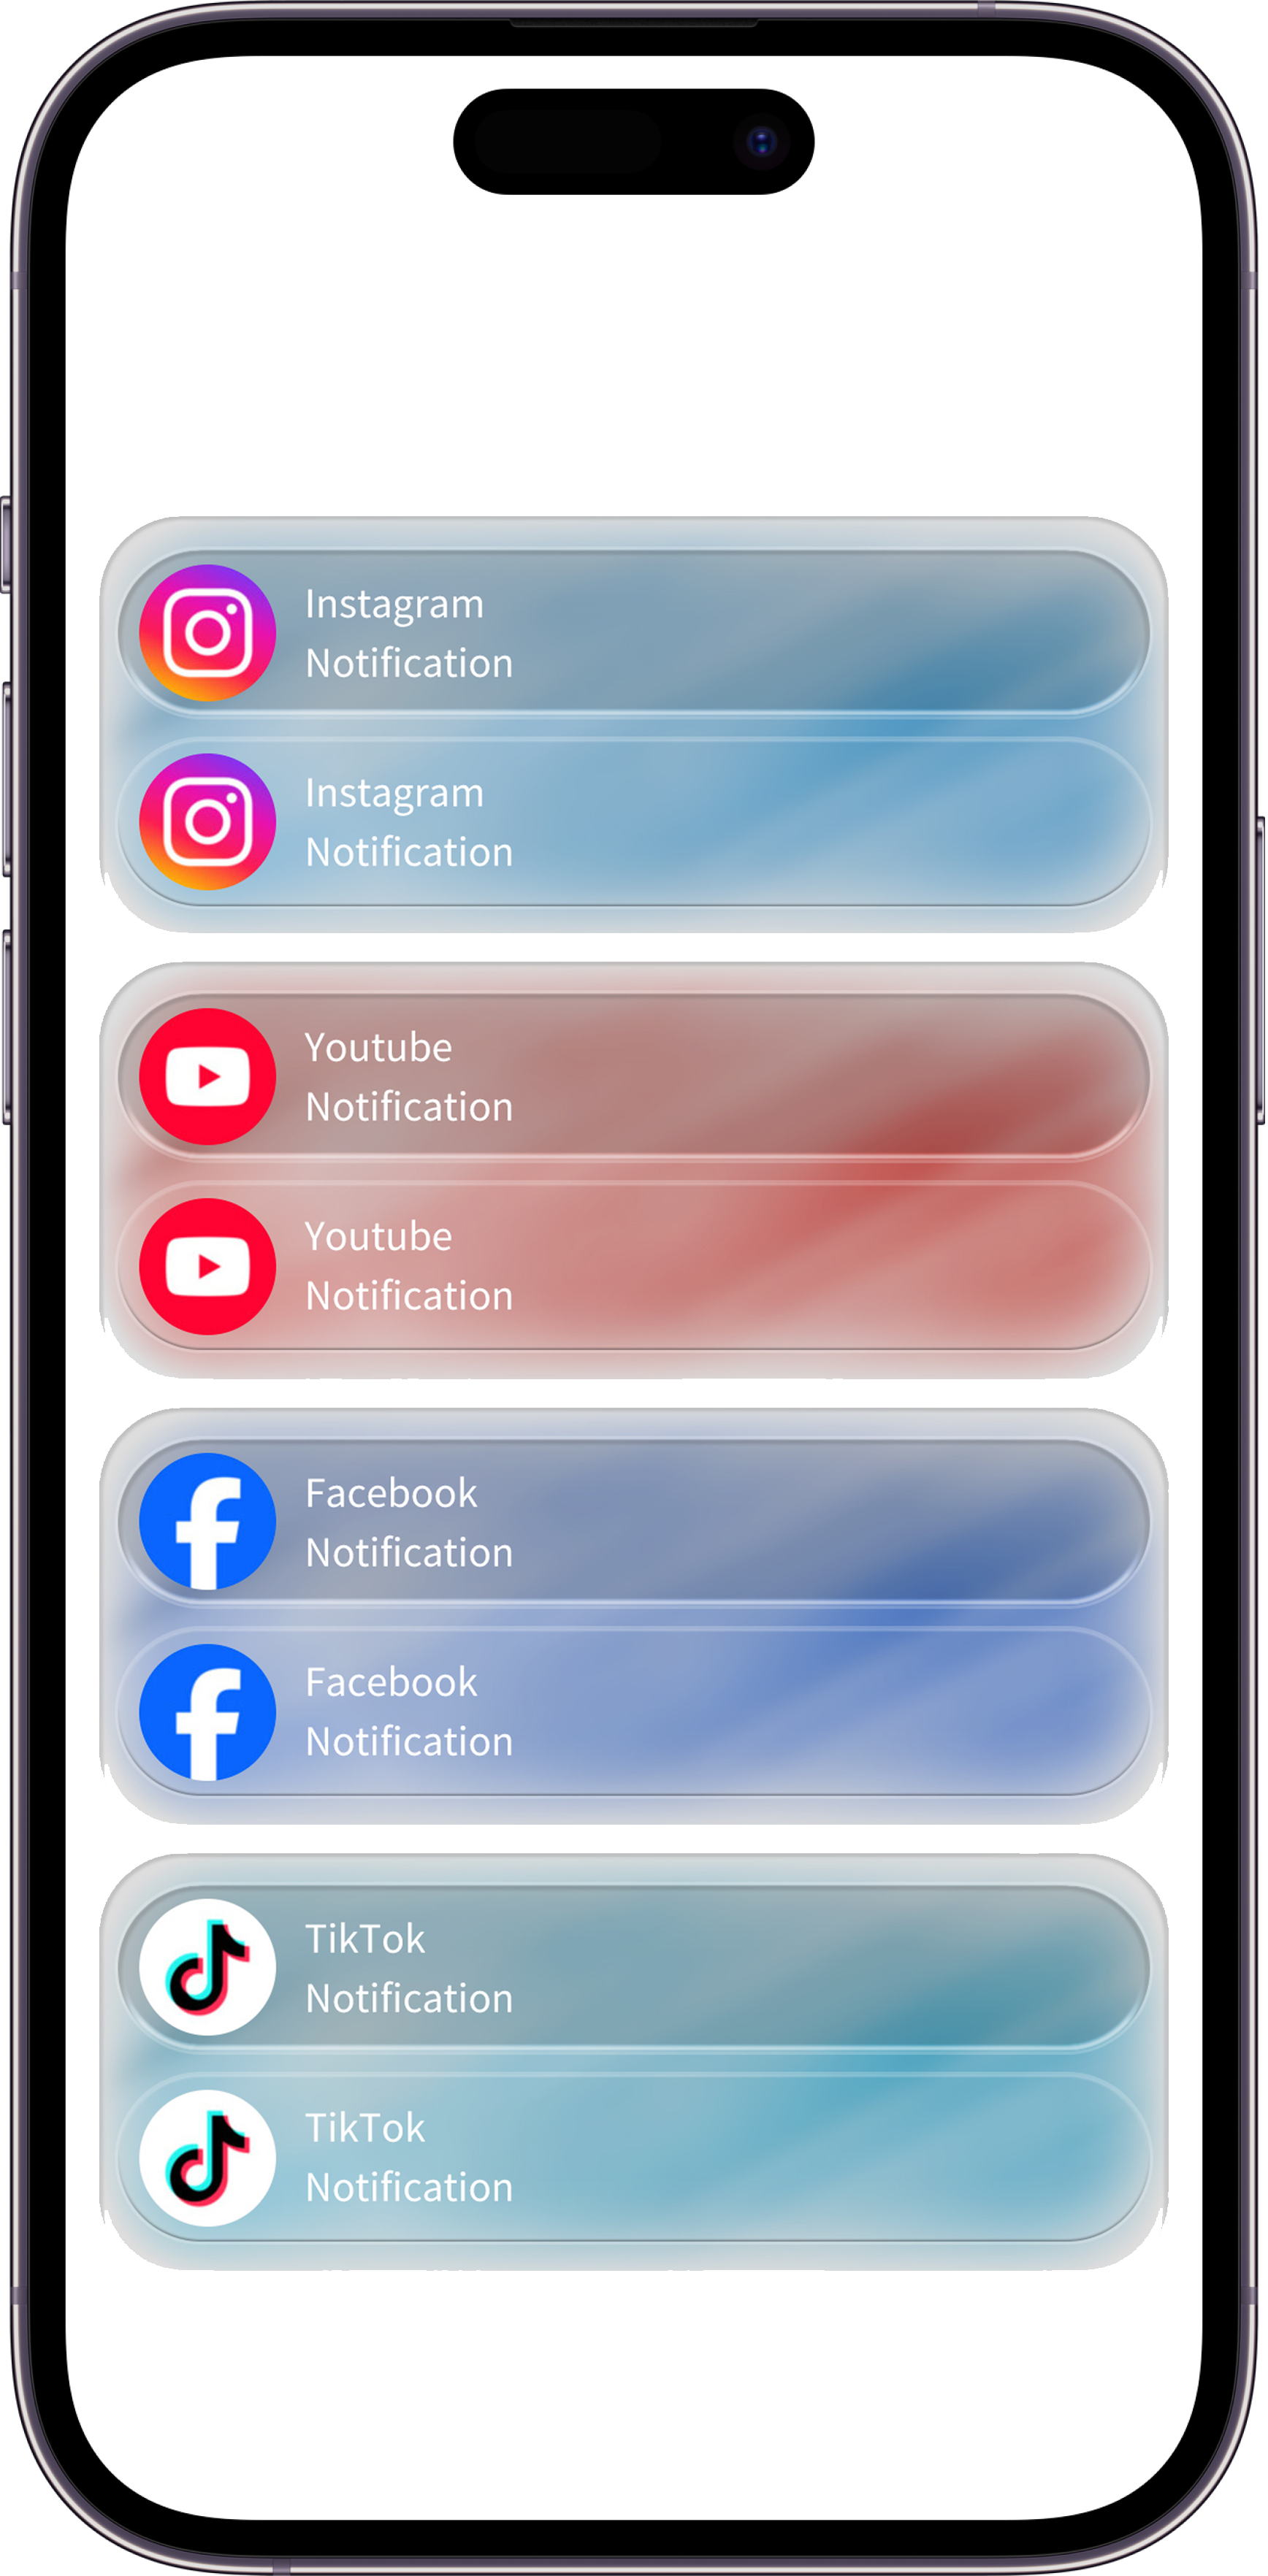 Instagram
Notification
Instagram
Notification
Youtube
Notification
Youtube
Notification
Facebook
Notification
Facebook
Notification
TikTok
Notification
TikTok
Notification